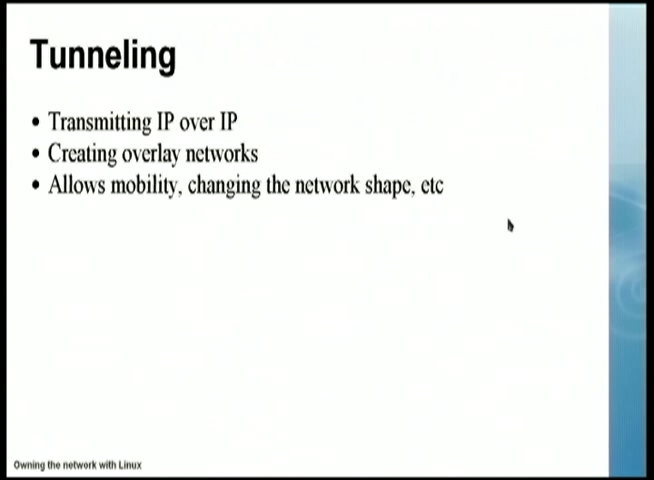 Tunneling
• Transmitting IP over IP
• Creating overlay networks
• Allows mobility, changing the network shape, etc
Owning the network with Linux